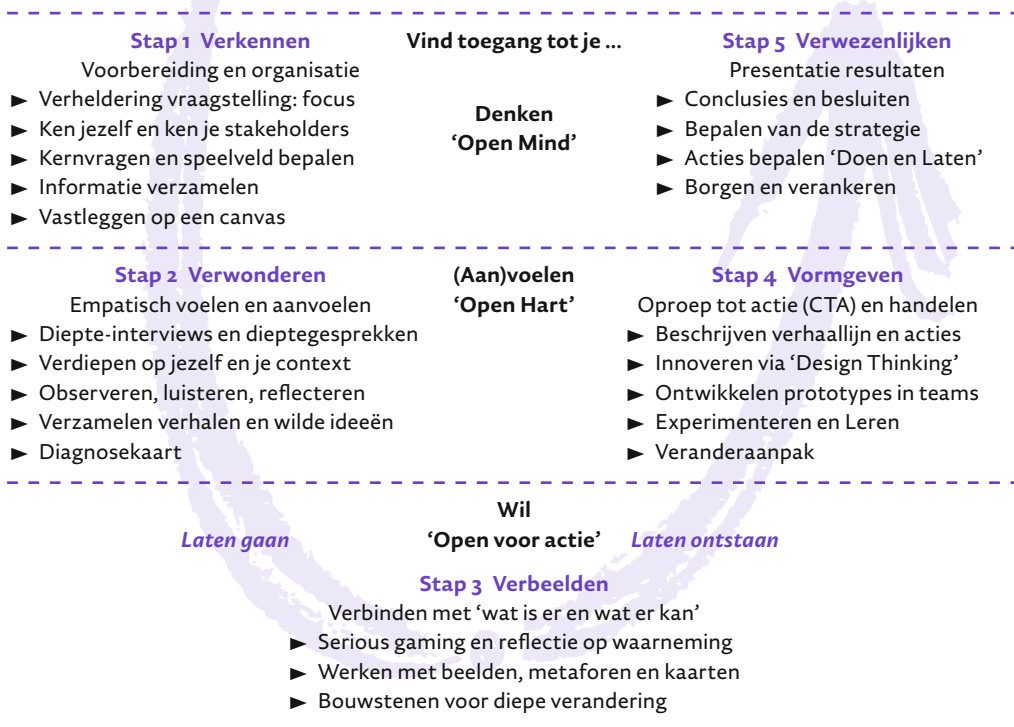 Stap 1 Verkennen
Voorbereiding en organisatie
► Verheldering vraagstelling: focus
► Ken jezelf en ken je stakeholders
► Kernvragen en speelveld bepalen
► Informatie verzamelen
► Vastleggen op een canvas
Vind toegang tot je ...
Denken
‘Open Mind’
Stap 5 Verwezenlijken
Presentatie resultaten
► Conclusies en besluiten
► Bepalen van de strategie
► Acties bepalen ‘Doen en Laten’
► Borgen en verankeren
Stap 2 Verwonderen
Empatisch voelen en aanvoelen
► Diepte-interviews en dieptegesprekken
► Verdiepen op jezelf en je context
► Observeren, luisteren, reflecteren
► Verzamelen verhalen en wilde ideeën
► Diagnosekaart
(Aan)voelen
‘Open Hart’
Stap 4 Vormgeven
Oproep tot actie (CTA) en handelen
► Beschrijven verhaallijn en acties
► Innoveren via ‘Design Thinking’
► Ontwikkelen prototypes in teams
► Experimenteren en Leren
► Veranderaanpak
Wil
Laten gaan
‘Open voor actie’
Laten ontstaan
Stap 3 Verbeelden
Verbinden met ‘wat is er en wat er kan’
► Serious gaming en reflectie op waarneming
► Werken met beelden, metaforen en kaarten
► Bouwstenen voor diepe verandering